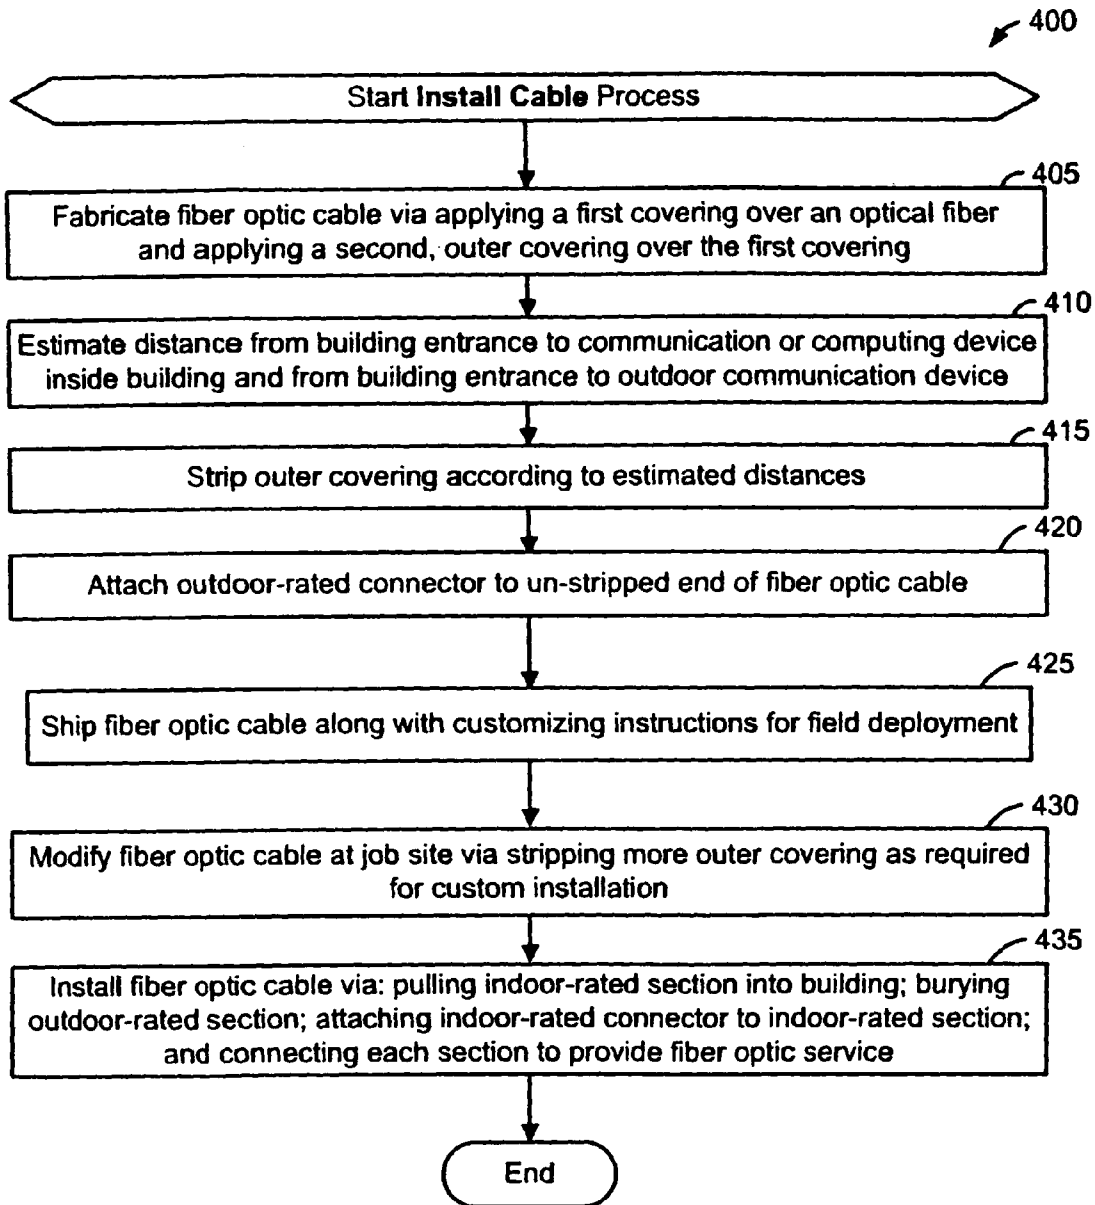 400
Start Install Cable Process
405
Fabricate fiber optic cable via applying a first covering over an optical fiber
and applying a second, outer covering over the first covering
410
Estimate distance from building entrance to communication or computing device
inside building and from building entrance to outdoor communication device
415
Strip outer covering according to estimated distances
420
Attach outdoor-rated connector to un-stripped end of fiber optic cable
425
Ship fiber optic cable along with customizing instructions for field deployment
430
Modify fiber optic cable at job site via stripping more outer covering as required
for custom installation
435
Install fiber optic cable via: pulling indoor-rated section into building; burying
outdoor-rated section; attaching indoor-rated connector to indoor-rated section;
and connecting each section to provide fiber optic service
End